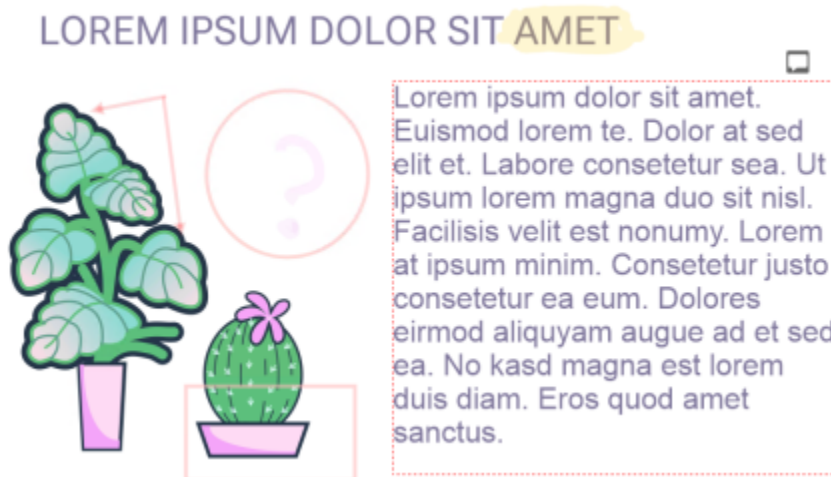 LOREM IPSUM DOLOR SIT AMET
?
Lorem ipsum dolor sit amet.
Euismod lorem te. Dolor at sed
elit et. Labore consetetur sea. Ut
ipsum lorem magna duo sit nisl.
Facilisis velit est nonumy. Lorem
at ipsum minim. Consetetur justo
consetetur ea eum. Dolores
eirmod aliquyam augue ad et sed
ea. No kasd magna est lorem
duis diam. Eros quod amet
sanctus.